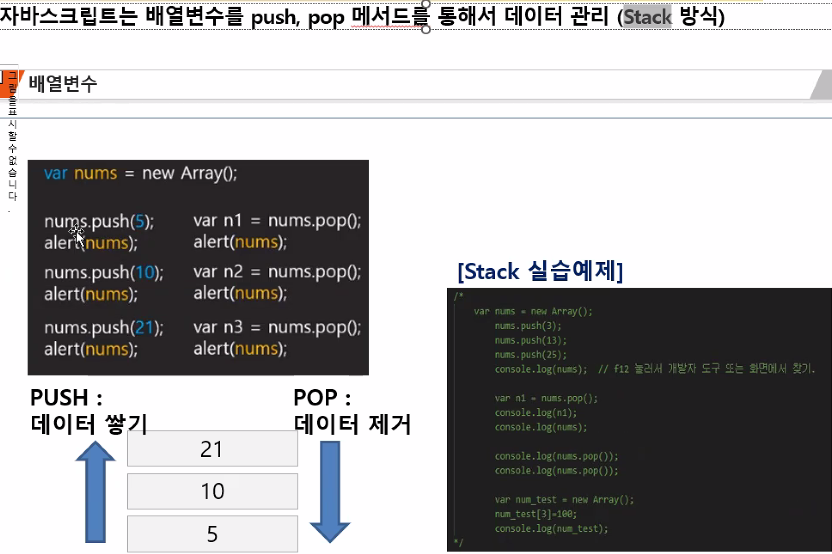 자바스크립트는 배열변수를 push, pop 메서드를 통해서 데이터 관리 (Stack 방식)
그림을 표시할 수 없습니다.
배열변수
var nums = new Array();
nums.push(5);
alert(nums);
nums.push(10);
alert(nums);
nums.push(21);
alert(nums);
var n1 = nums.pop();
alert(nums);
var n2 = nums.pop();
alert(nums);
var n3 = nums.pop();
alert(nums);
PUSH :
데이터 쌓기
POP :
데이터 제거
21
10
5
[Stack 실습예제]
/*
var nums = new Array();
nums.push(3);
nums.push(13);
nums.push(25);
console.log(nums); // f12 눌러서 개발자 도구 또는 화면에서 찾기.
var n1 = nums.pop();
console.log(n1);
console.log(nums);
console.log(nums.pop());
console.log(nums.pop());
var num_test = new Array();
num_test[3]=100;
console.log(num_test);
*/